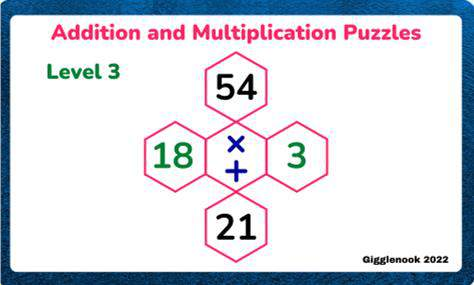 Addition and Multiplication Puzzles
Level 3
54
18 × 3
+
21
Gigglenook 2022